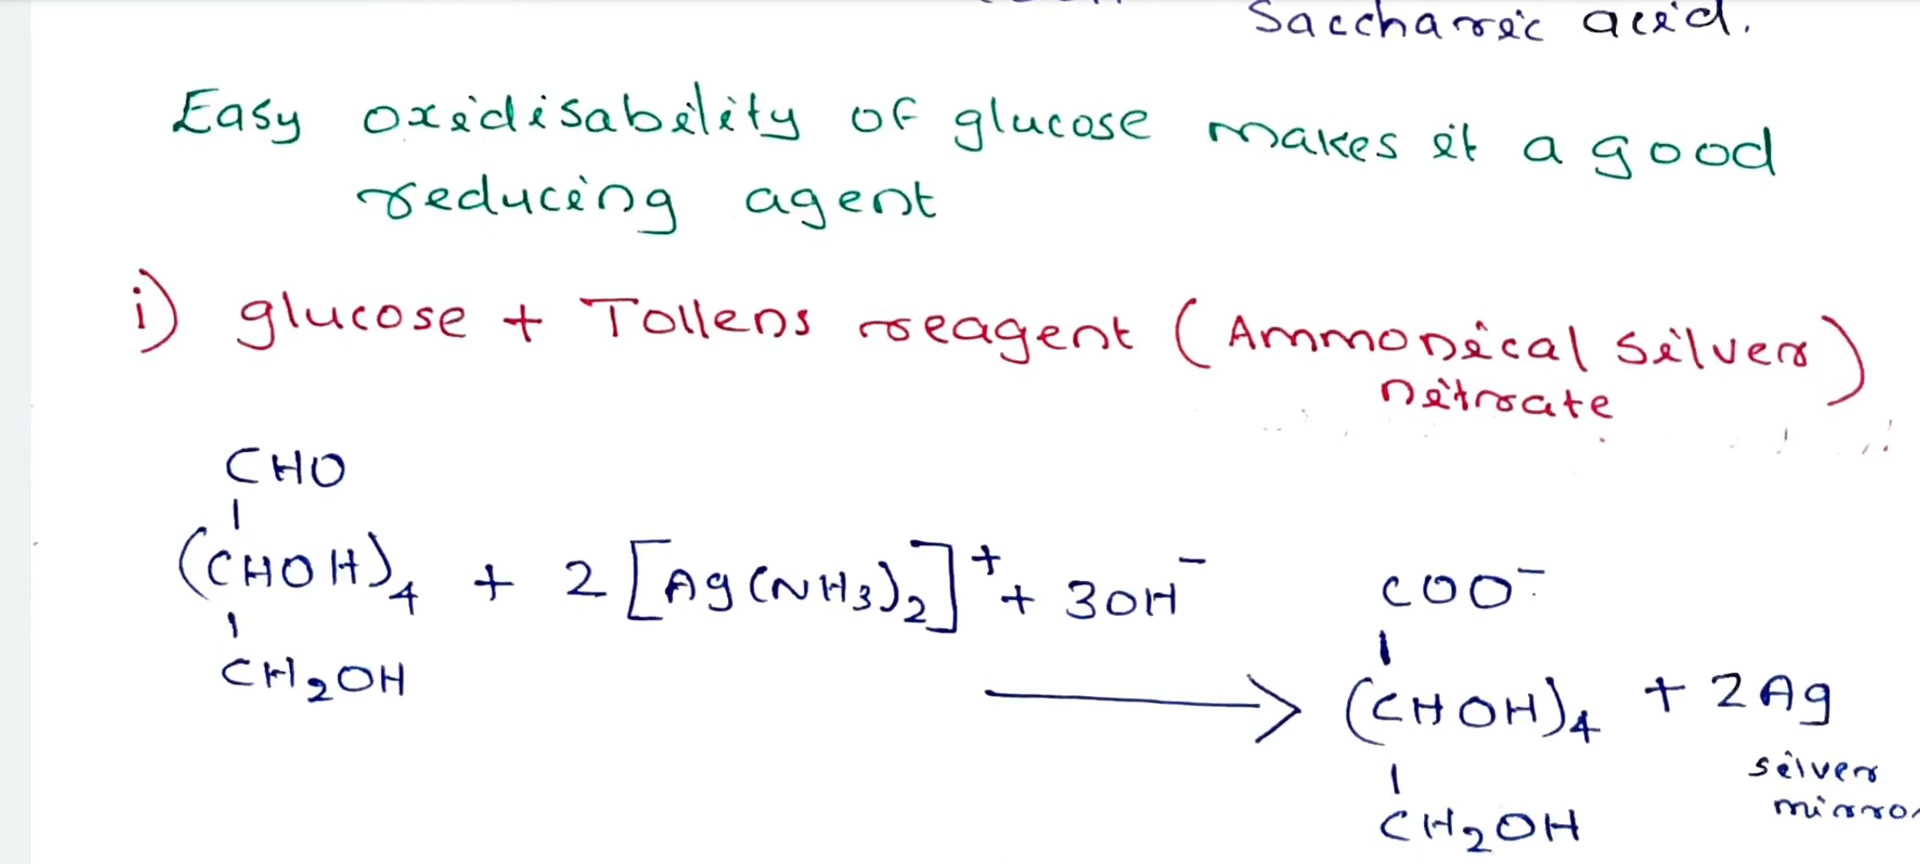 Saccharic acid.
Easy oxidisability of glucose makes it a good
reducing agent
i) glucose + Tollens reagent (Ammonical silver)
nitrate
CHO
|
(CHOH)₄ + 2 [Ag(NH₃)₂]⁺ + 3OH⁻
|
CH₂OH
COO⁻
|
⟶ (CHOH)₄ + 2Ag
|
silver
mirro
CH₂OH